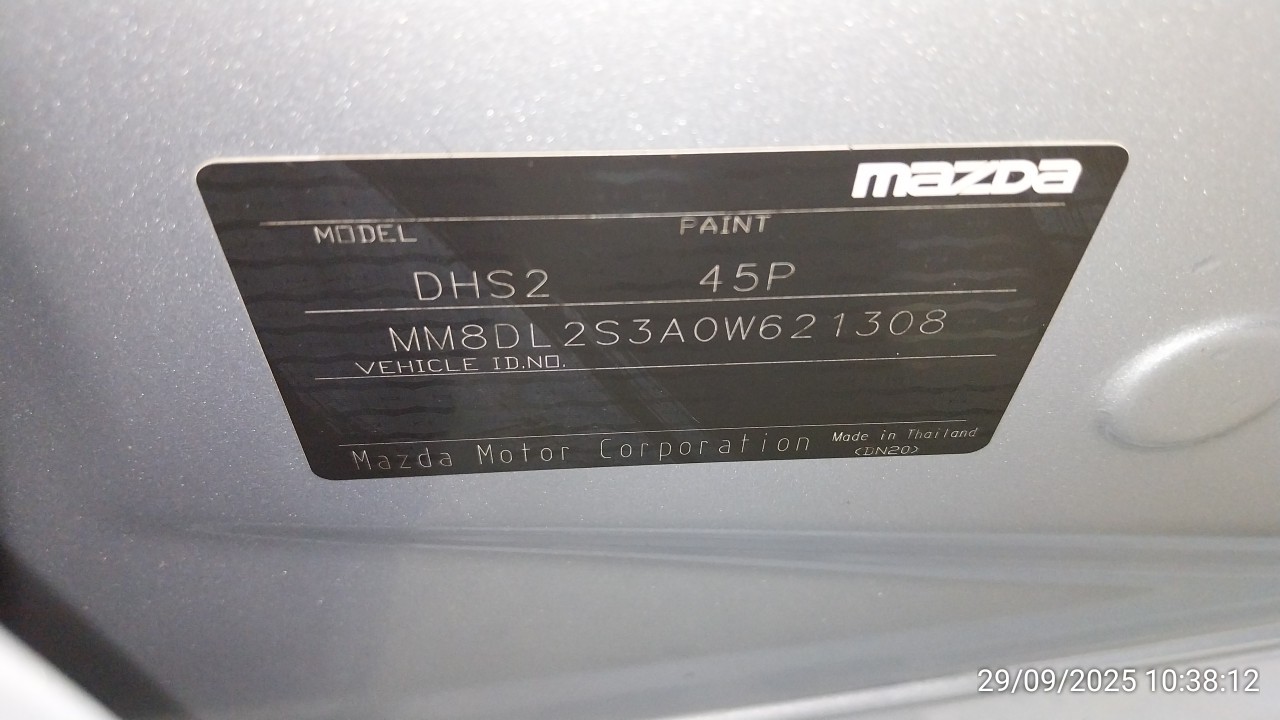 mazda
MODEL PAINT
DHS2 45P
MM8DL2S3A0W621308
VEHICLE ID.NO.
Mazda Motor Corporation Made in Thailand
<DN20>
29/09/2025 10:38:12